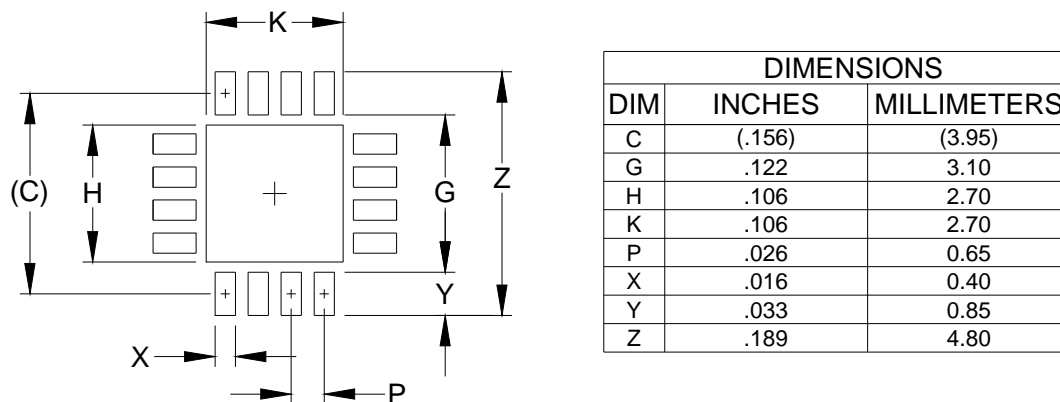 K
(C)
H
G
Z
Y
X
P
DIMENSIONS
DIM INCHES MILLIMETERS
C (.156) (3.95)
G .122 3.10
H .106 2.70
K .106 2.70
P .026 0.65
X .016 0.40
Y .033 0.85
Z .189 4.80